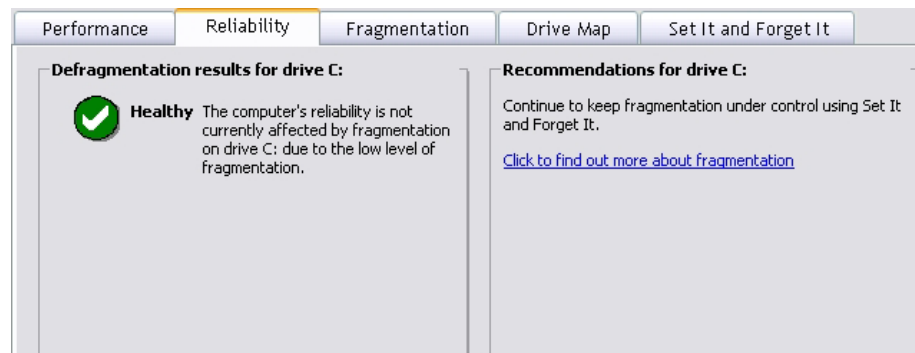 Performance Reliability Fragmentation Drive Map Set It and Forget It
Defragmentation results for drive C:
Healthy The computer's reliability is not
currently affected by fragmentation
on drive C: due to the low level of
fragmentation.
Recommendations for drive C:
Continue to keep fragmentation under control using Set It
and Forget It.
Click to find out more about fragmentation